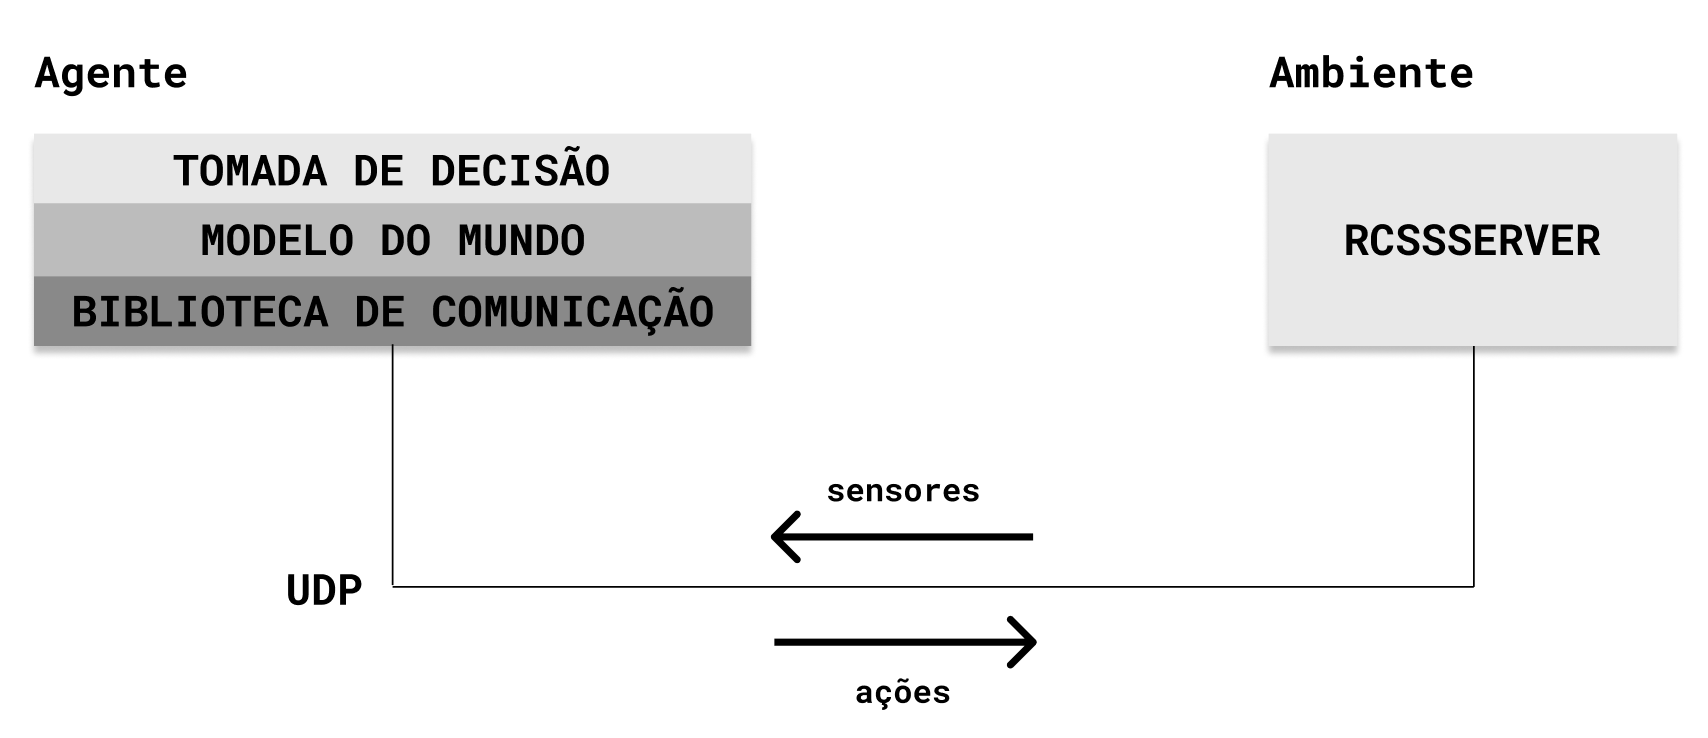 Agente
Ambiente
TOMADA DE DECISÃO
MODELO DO MUNDO
BIBLIOTECA DE COMUNICAÇÃO
RCSSSERVER
sensores
UDP
ações